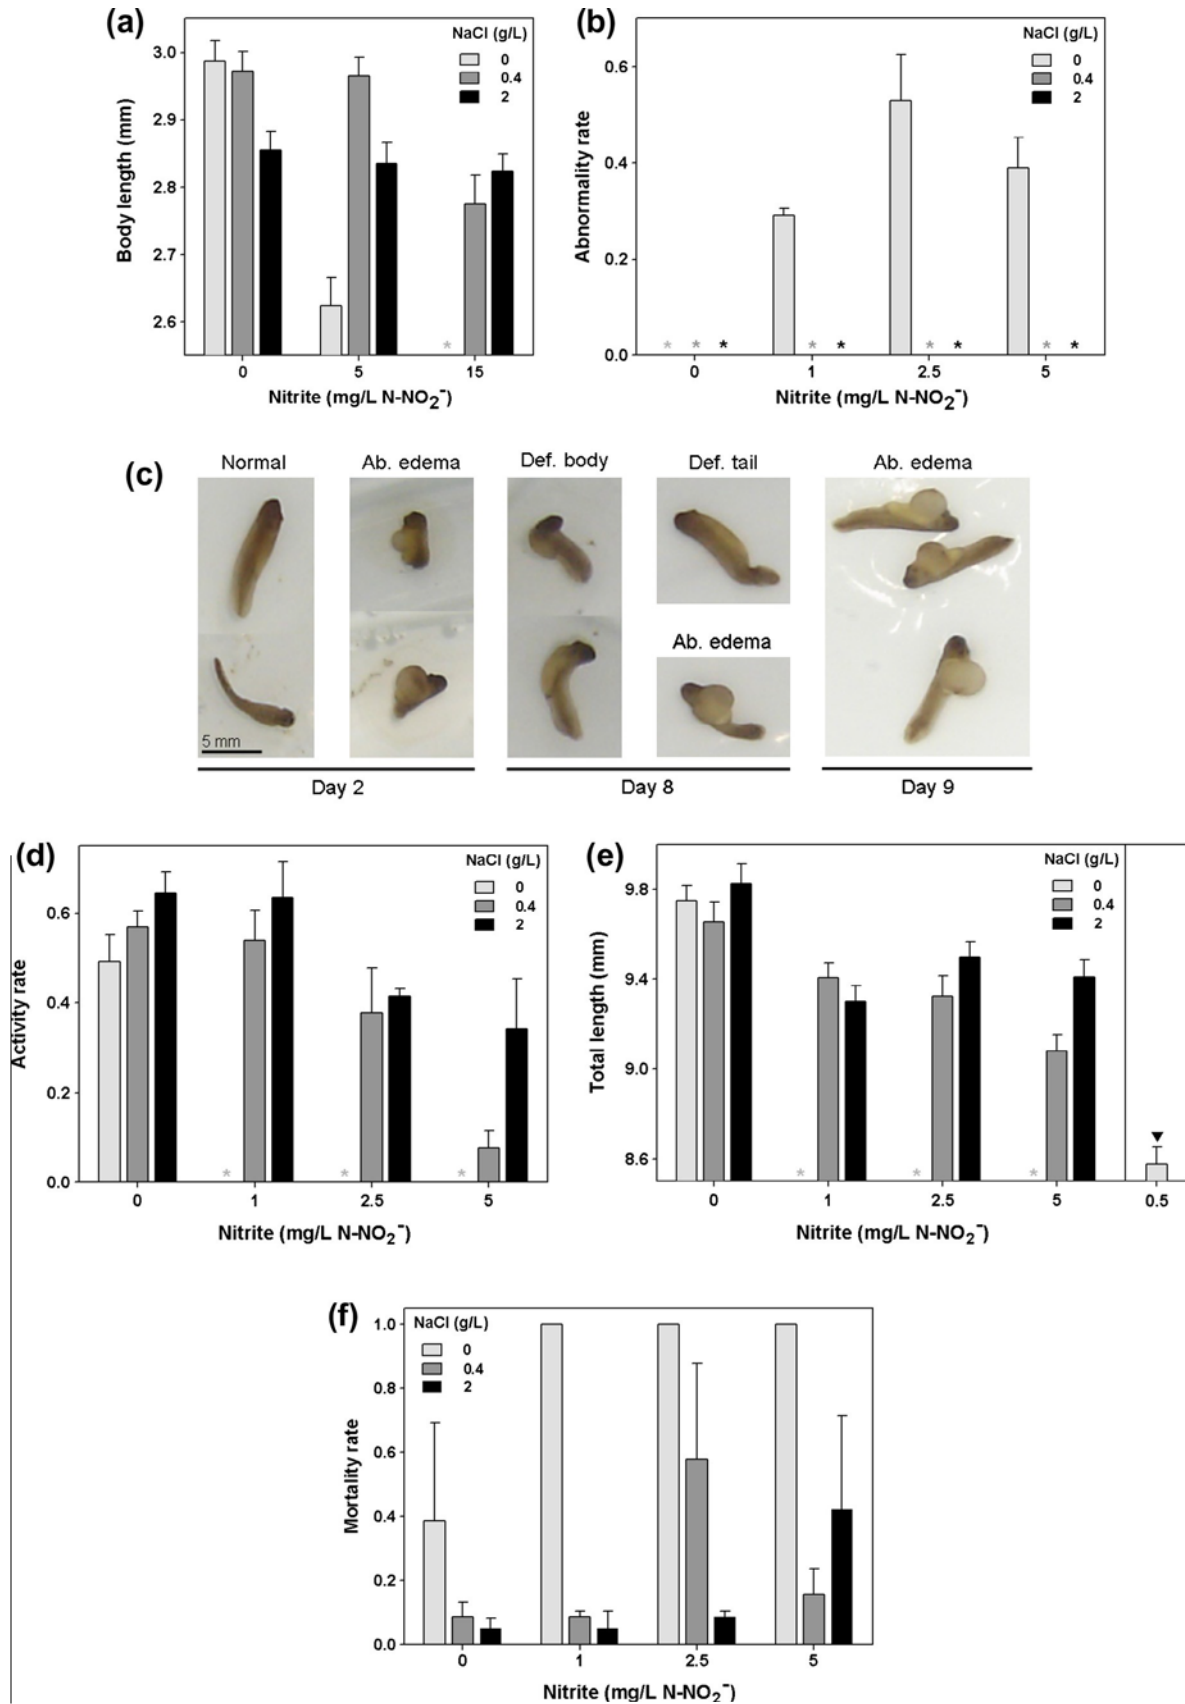 (a)
NaCl (g/L)
0
0.4
2
3.0
2.9
2.8
2.7
2.6
Body length (mm)
*
0 5 15
Nitrite (mg/L N-NO₂⁻)
(b)
NaCl (g/L)
0
0.4
2
0.6
0.4
0.2
0.0
Abnormality rate
* * * * * * * * *
0 1 2.5 5
Nitrite (mg/L N-NO₂⁻)
(c)
Normal Ab. edema Def. body Def. tail Ab. edema
Ab. edema
5 mm
Day 2 Day 8 Day 9
(d)
NaCl (g/L)
0
0.4
2
0.6
0.4
0.2
0.0
Activity rate
* * *
0 1 2.5 5
Nitrite (mg/L N-NO₂⁻)
(e)
NaCl (g/L)
0
0.4
2
9.8
9.4
9.0
8.6
Total length (mm)
* * *
0 1 2.5 5 0.5
Nitrite (mg/L N-NO₂⁻)
(f)
NaCl (g/L)
0
0.4
2
1.0
0.8
0.6
0.4
0.2
0.0
Mortality rate
0 1 2.5 5
Nitrite (mg/L N-NO₂⁻)